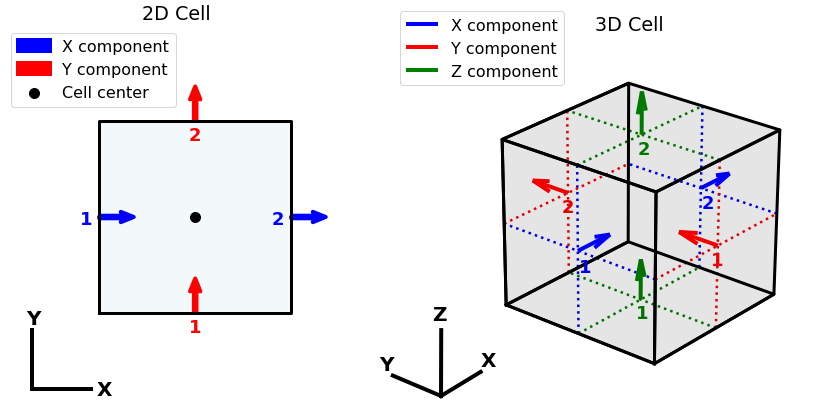 2D Cell
X component
Y component
Cell center
2
1
2
1
Y
X
3D Cell
X component
Y component
Z component
2
2
2
1
1
1
Z
Y
X